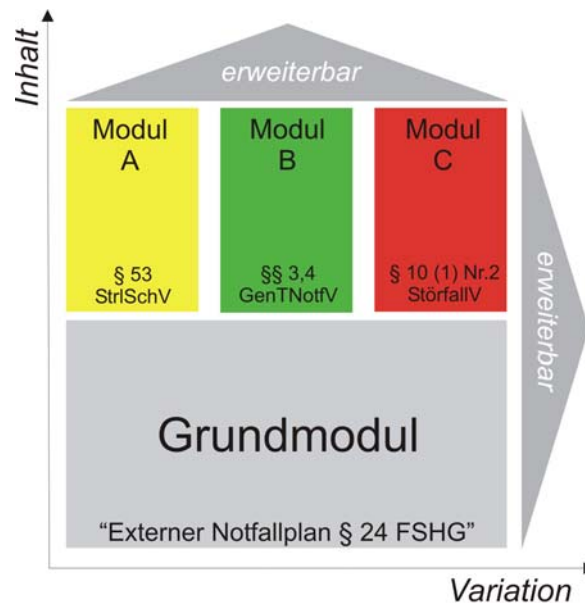 Inhalt
erweiterbar
Modul
A
§ 53
StrlSchV
Modul
B
§§ 3,4
GenTNotfV
Modul
C
§ 10 (1) Nr.2
StörfallV
erweiterbar
Grundmodul
“Externer Notfallplan § 24 FSHG”
Variation